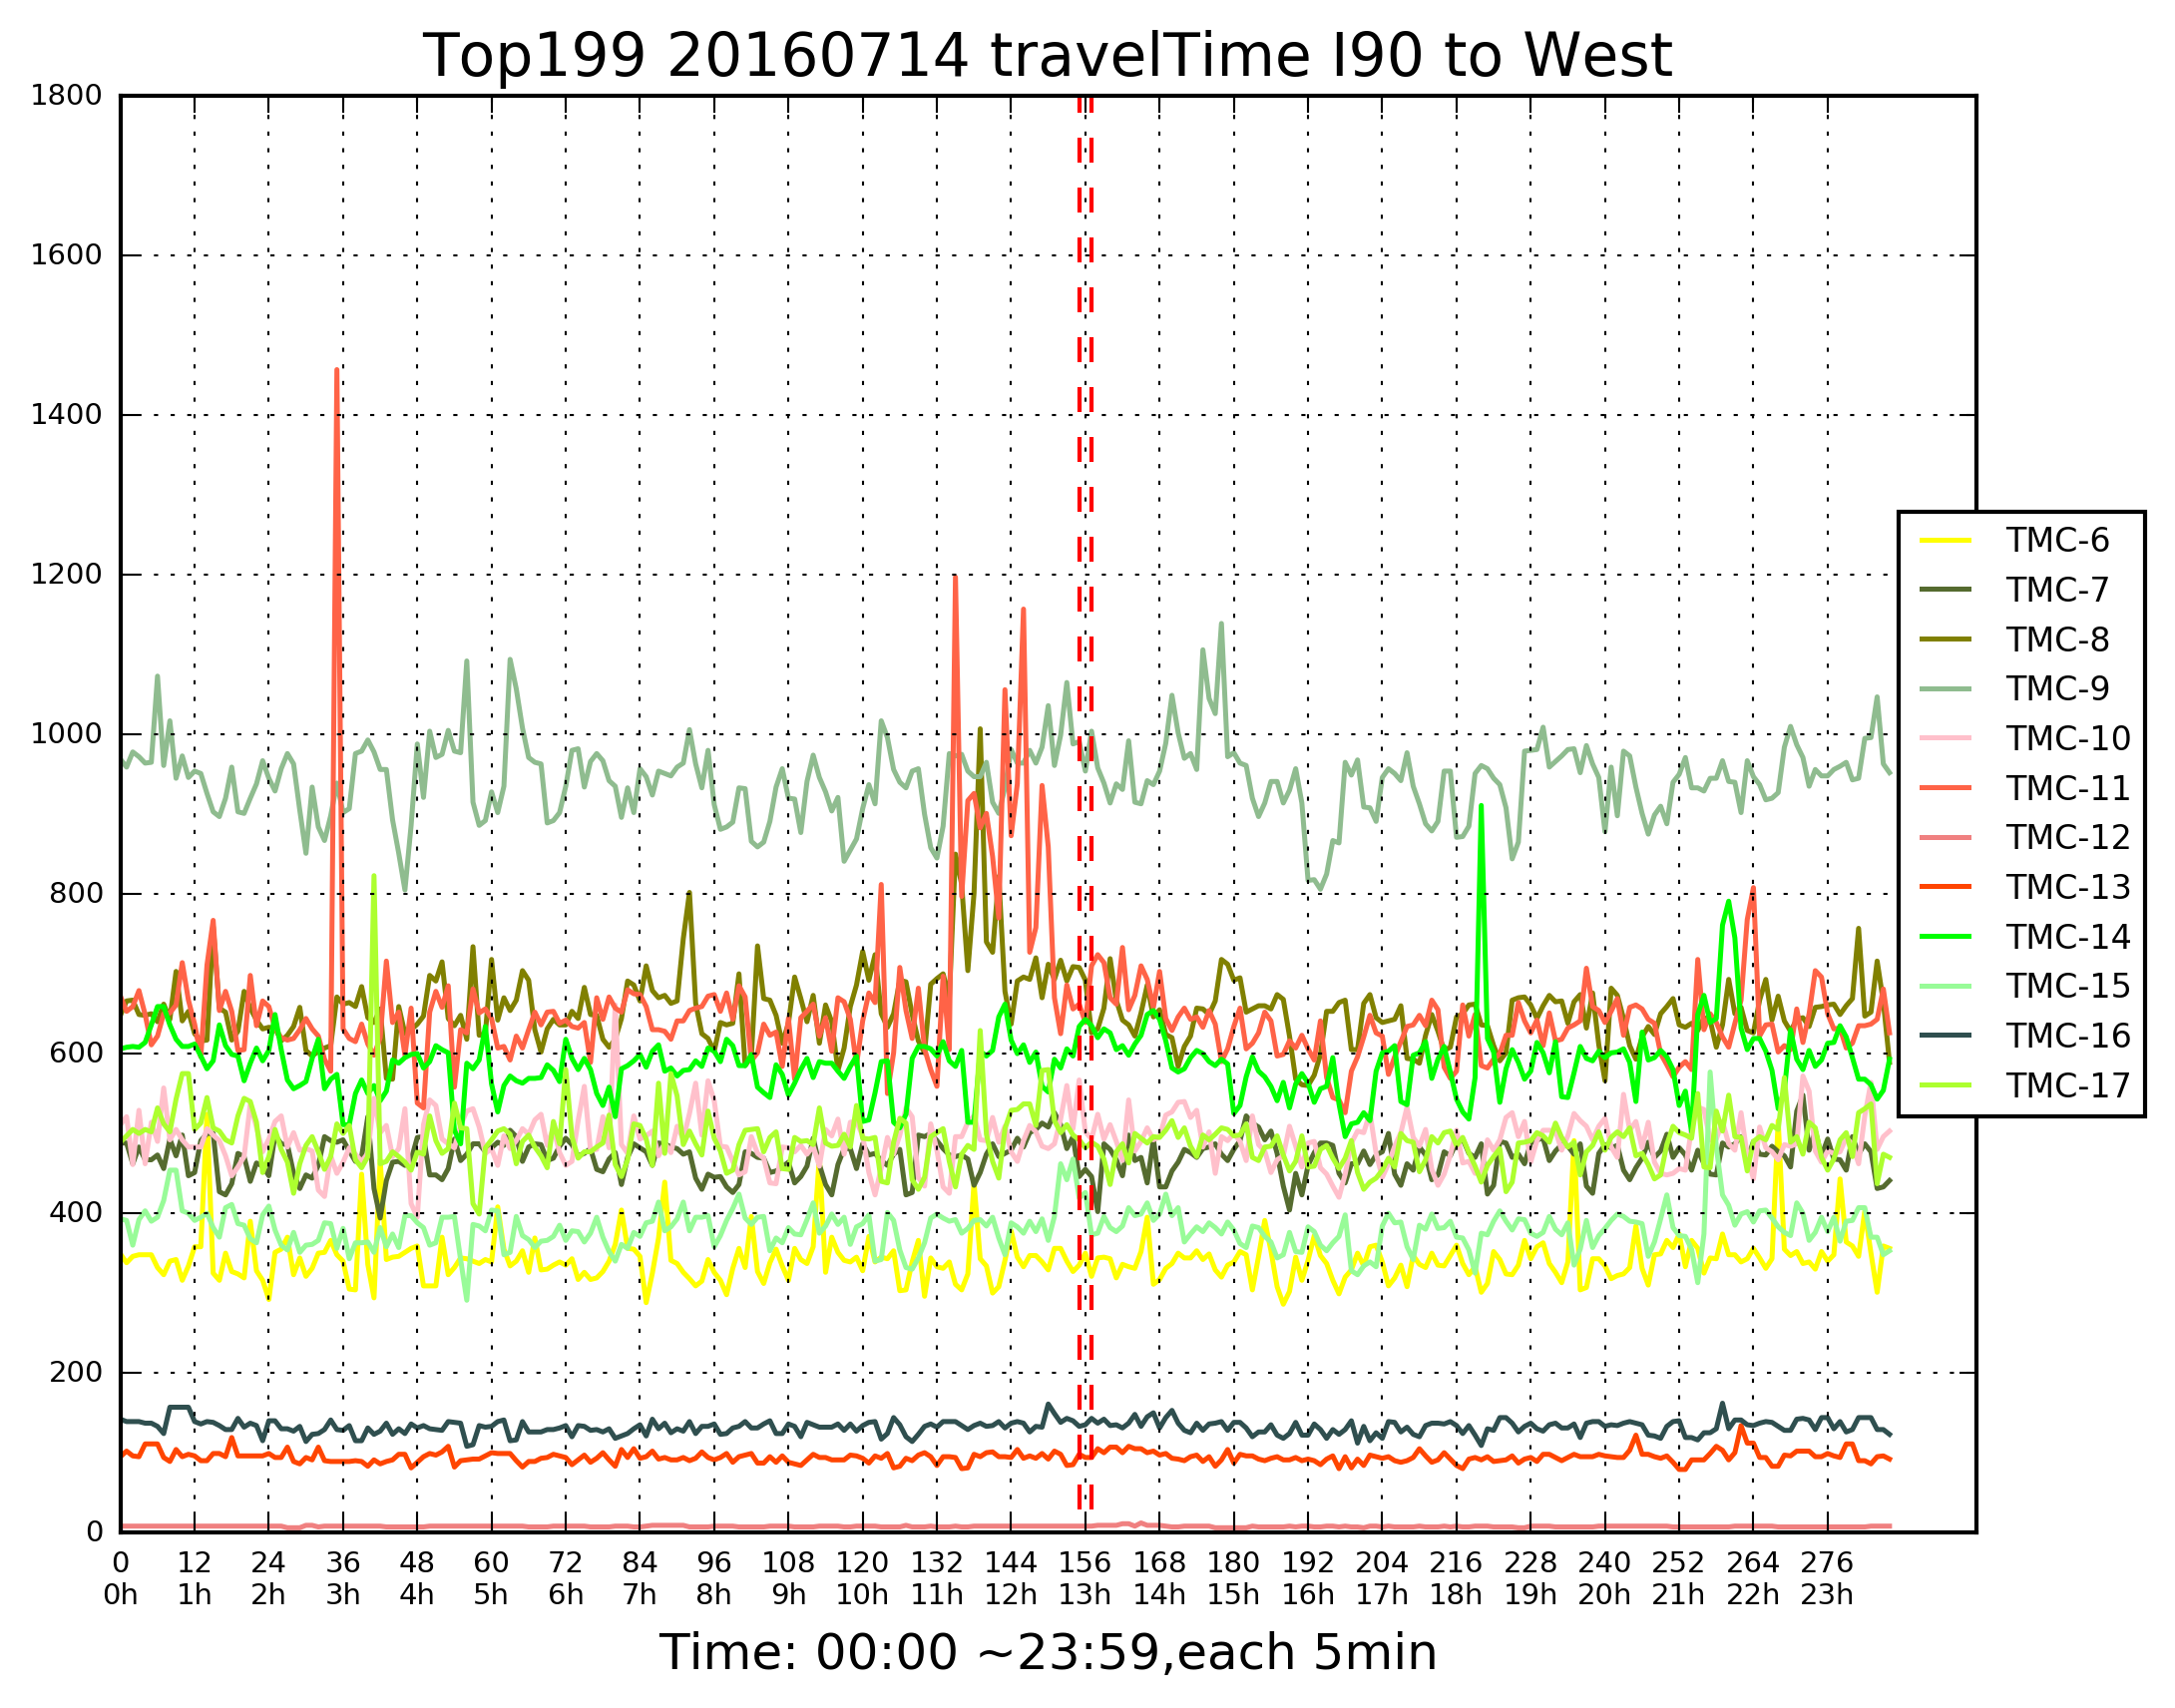 Top199 20160714 travelTime I90 to West
1800
1600
1400
1200
1000
800
600
400
200
0
TMC-6
TMC-7
TMC-8
TMC-9
TMC-10
TMC-11
TMC-12
TMC-13
TMC-14
TMC-15
TMC-16
TMC-17
0 12 24 36 48 60 72 84 96 108 120 132 144 156 168 180 192 204 216 228 240 252 264 276
0h 1h 2h 3h 4h 5h 6h 7h 8h 9h 10h 11h 12h 13h 14h 15h 16h 17h 18h 19h 20h 21h 22h 23h
Time: 00:00 ~23:59,each 5min